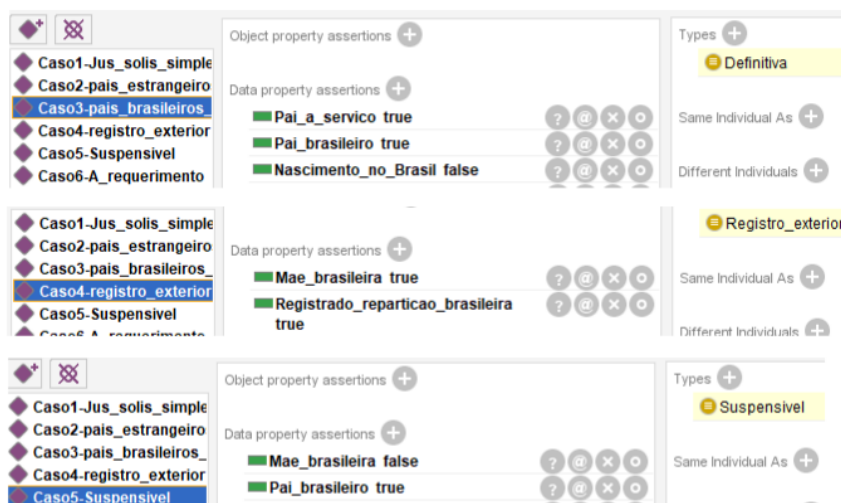 Object property assertions
Types
Caso1-Jus_solis_simple
Definitiva
Caso2-pais_estrangeiro
Data property assertions
Caso3-pais_brasileiros_
Pai_a_servico true
Same Individual As
Caso4-registro_exterior
Pai_brasileiro true
Caso5-Suspensivel
Nascimento_no_Brasil false
Different Individuals
Caso6-A_requerimento
Caso1-Jus_solis_simple
Registro_exterior
Caso2-pais_estrangeiro
Data property assertions
Caso3-pais_brasileiros_
Mae_brasileira true
Same Individual As
Caso4-registro_exterior
Registrado_reparticao_brasileira
true
Caso5-Suspensivel
Different Individuals
Caso6-A_requerimento
Object property assertions
Types
Caso1-Jus_solis_simple
Suspensivel
Caso2-pais_estrangeiro
Data property assertions
Caso3-pais_brasileiros_
Mae_brasileira false
Same Individual As
Caso4-registro_exterior
Pai_brasileiro true
Caso5-Suspensivel